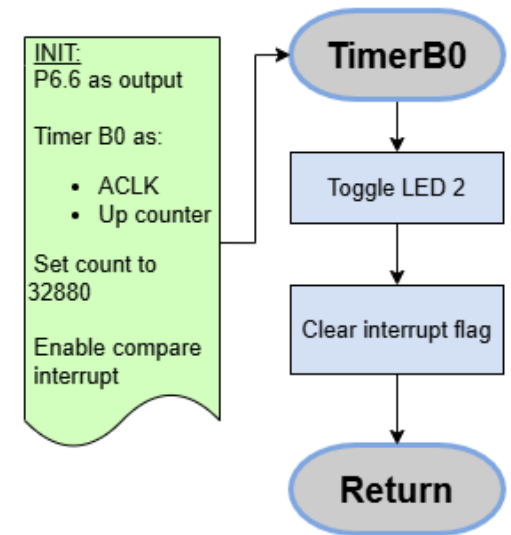 INIT:
P6.6 as output
Timer B0 as:
• ACLK
• Up counter
Set count to
32880
Enable compare
interrupt
TimerB0
Toggle LED 2
Clear interrupt flag
Return